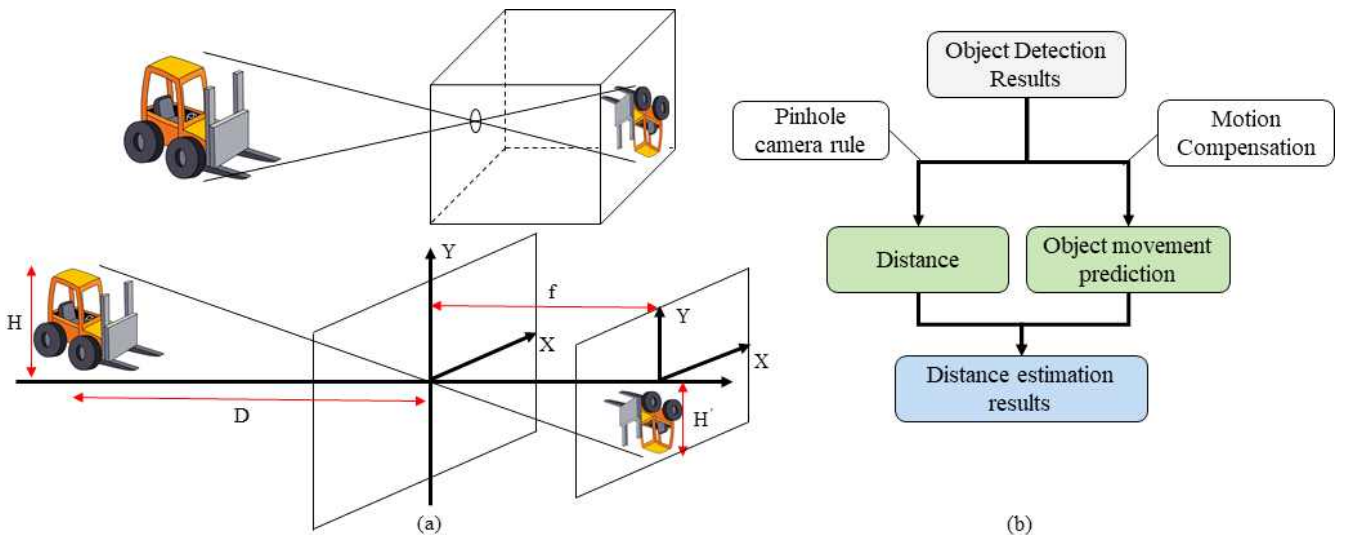 H
D
Y
X
f
Y
X
H'
(a)
Object Detection
Results
Pinhole
camera rule
Motion
Compensation
Distance
Object movement
prediction
Distance estimation
results
(b)